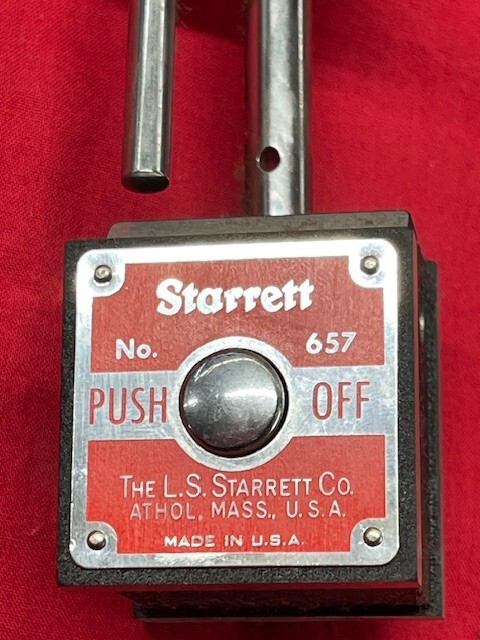 Starrett
No. 657
PUSH OFF
THE L.S. STARRETT CO.
ATHOL, MASS., U.S.A.
MADE IN U.S.A.